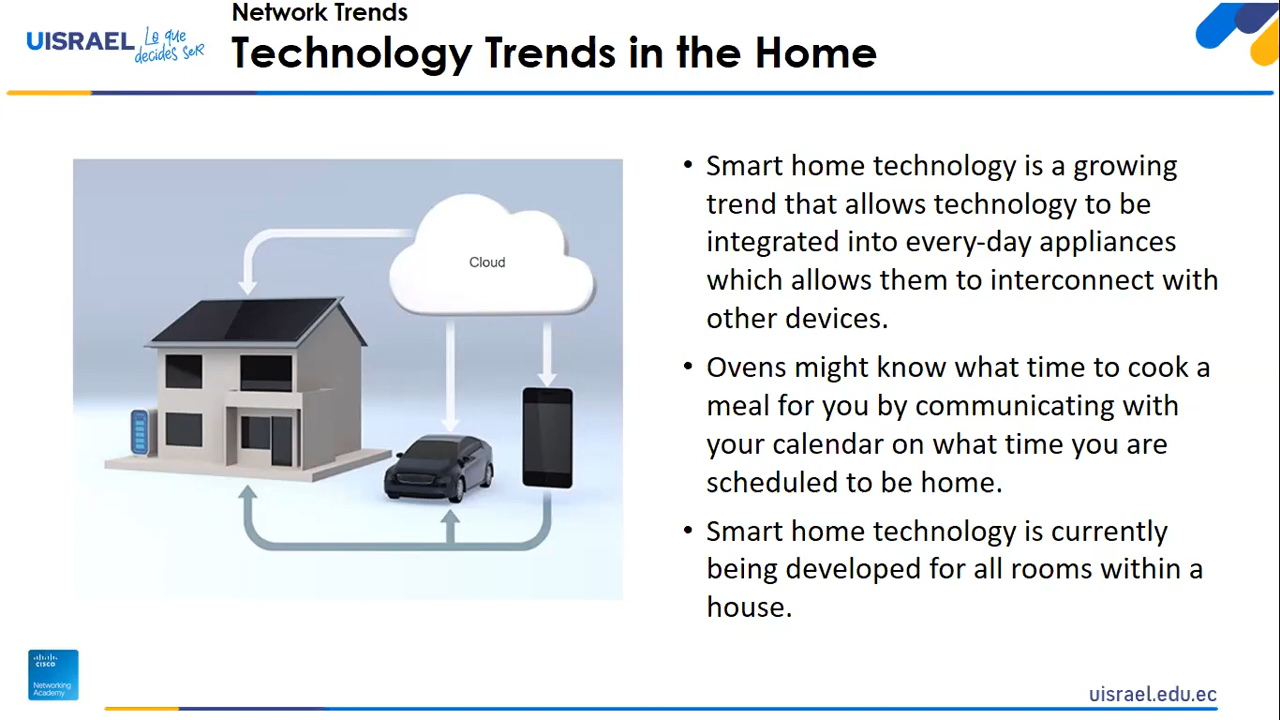 Network Trends
UISRAEL Lo que decides seR
Technology Trends in the Home
Cloud
• Smart home technology is a growing
trend that allows technology to be
integrated into every-day appliances
which allows them to interconnect with
other devices.
• Ovens might know what time to cook a
meal for you by communicating with
your calendar on what time you are
scheduled to be home.
• Smart home technology is currently
being developed for all rooms within a
house.
CISCO
Networking
Academy
uisrael.edu.ec